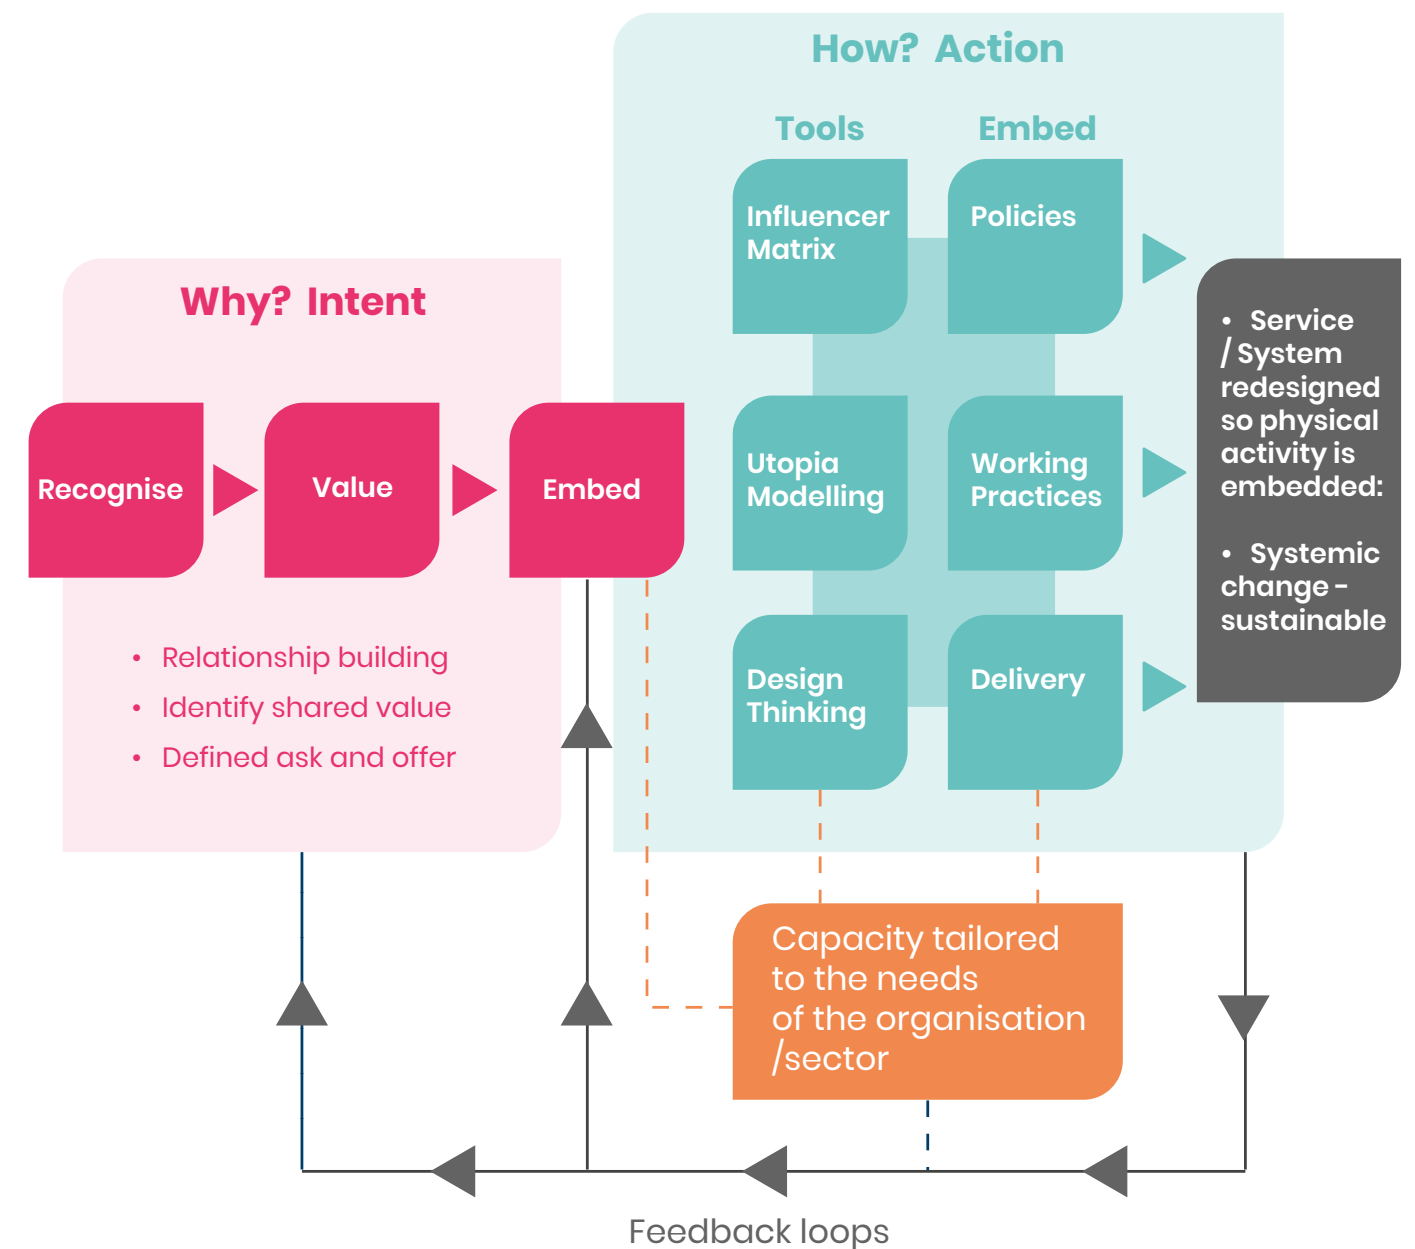 How? Action
Tools
Embed
Influencer
Matrix
Policies
Why? Intent
Recognise
Value
Embed
Utopia
Modelling
Working
Practices
• Service
/ System
redesigned
so physical
activity is
embedded:
• Systemic
change -
sustainable
• Relationship building
• Identify shared value
• Defined ask and offer
Design
Thinking
Delivery
Capacity tailored
to the needs
of the organisation
/sector
Feedback loops